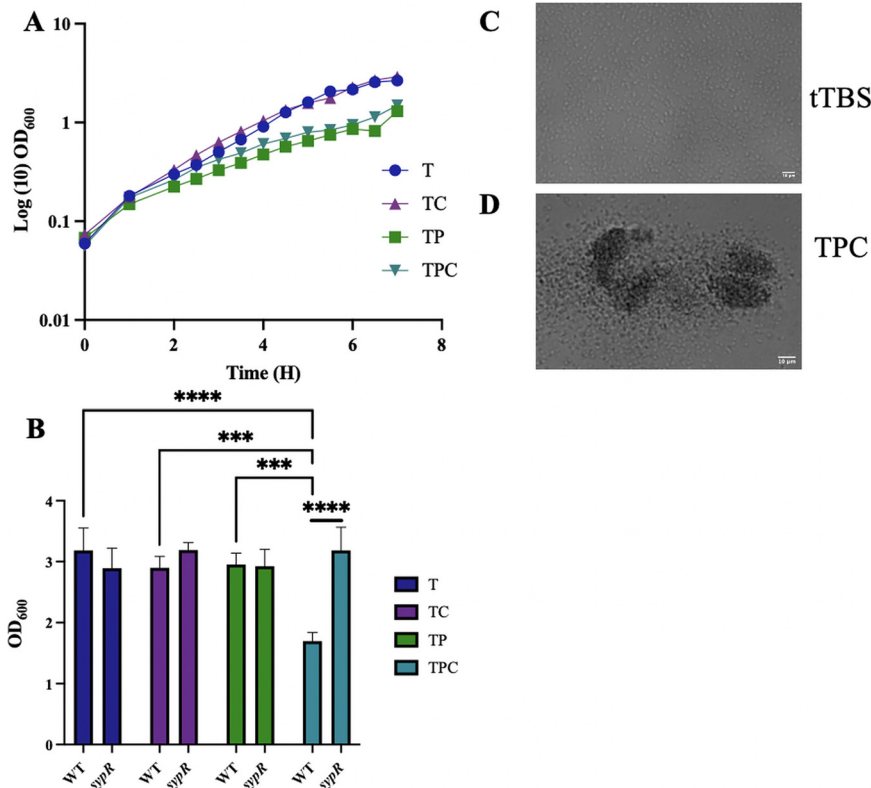 A
10
1
0.1
0.01
Log (10) OD600
0
2
4
6
8
Time (H)
T
TC
TP
TPC
C
tTBS
10 μm
D
TPC
10 μm
B
****
***
***
****
4
3
2
1
0
OD600
WT
sypR
WT
sypR
WT
sypR
WT
sypR
T
TC
TP
TPC